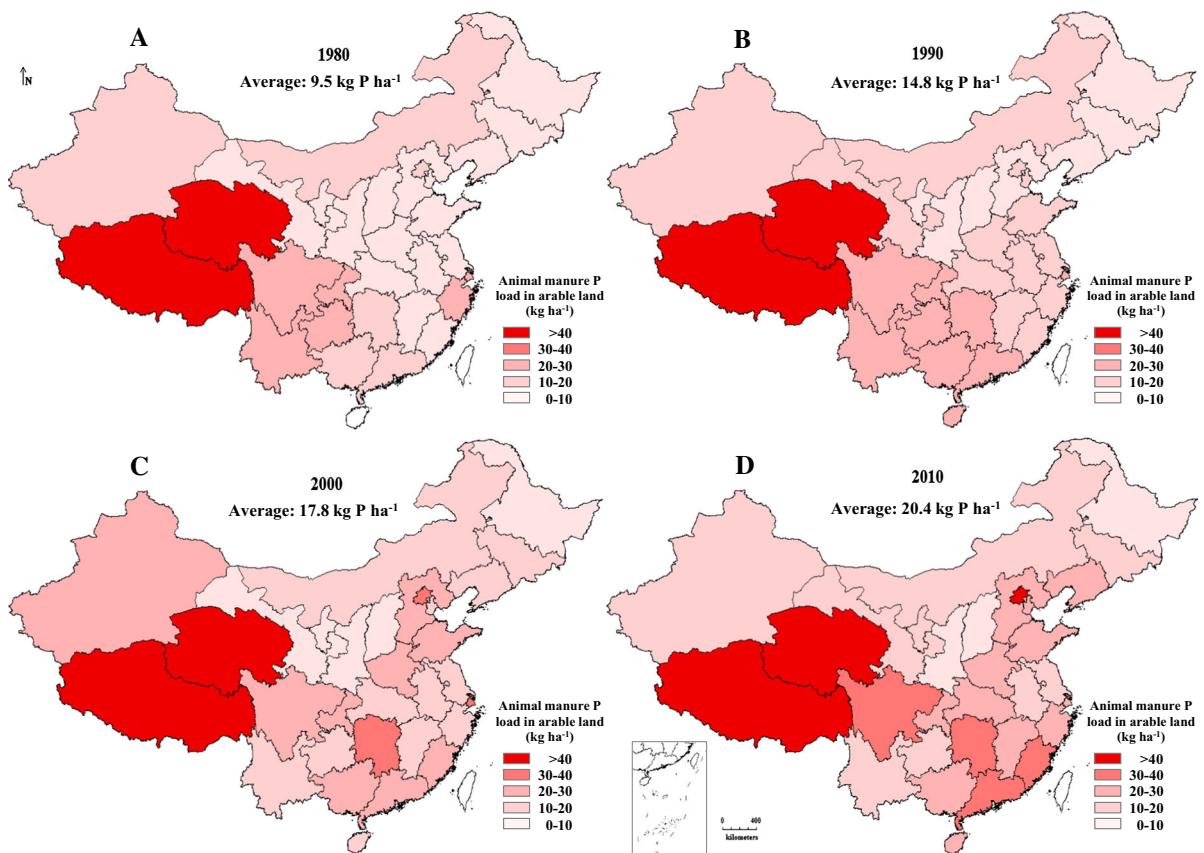 A
1980
Average: 9.5 kg P ha⁻¹
N
Animal manure P
load in arable land
(kg ha⁻¹)
>40
30-40
20-30
10-20
0-10
B
1990
Average: 14.8 kg P ha⁻¹
Animal manure P
load in arable land
(kg ha⁻¹)
>40
30-40
20-30
10-20
0-10
C
2000
Average: 17.8 kg P ha⁻¹
Animal manure P
load in arable land
(kg ha⁻¹)
>40
30-40
20-30
10-20
0-10
D
2010
Average: 20.4 kg P ha⁻¹
Animal manure P
load in arable land
(kg ha⁻¹)
>40
30-40
20-30
10-20
0-10
0 400
kilometers